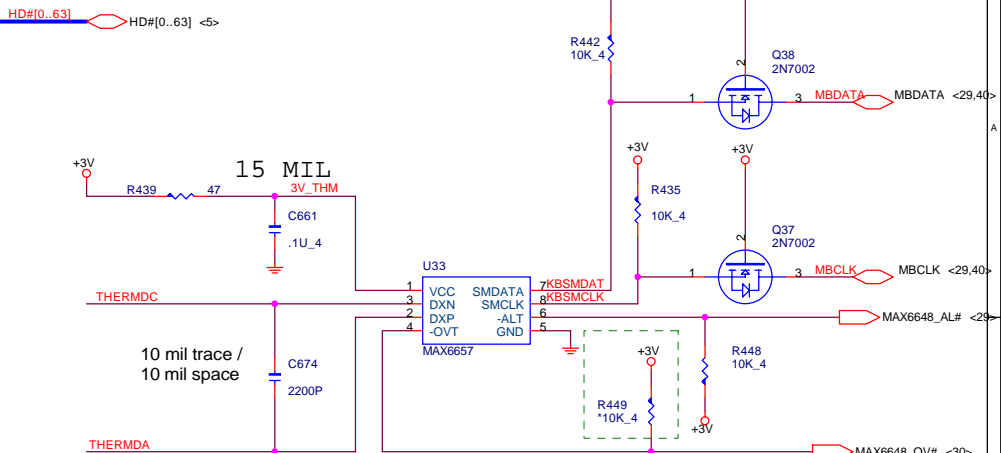 HD#[0..63]
HD#[0..63] <5>
R442
10K_4
2
Q38
2N7002
1
3
MBDATA
MBDATA <29,40>
A
+3V
15 MIL
R439
47
3V_THM
C661
.1U_4
+3V
R435
10K_4
+3V
2
Q37
2N7002
1
3
MBCLK
MBCLK <29,40>
U33
1
VCC
SMDATA
7
KBSMDAT
THERMDC
3
DXN
SMCLK
8
KBSMCLK
2
DXP
-ALT
6
MAX6648_AL# <29>
4
-OVT
GND
5
MAX6657
10 mil trace /
10 mil space
C674
2200P
+3V
R449
*10K_4
R448
10K_4
+3V
THERMDA
MAX6648_OV# <30>